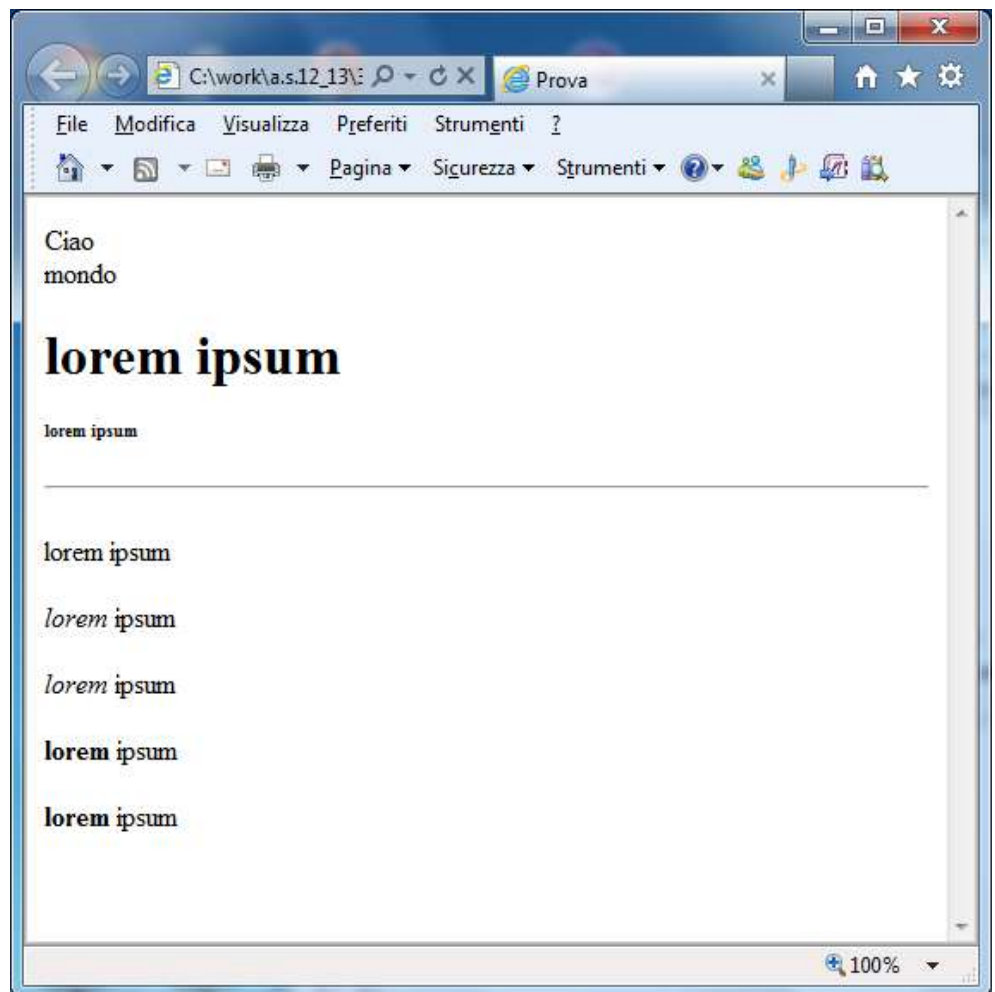 C:\work\a.s.12_13\3
Prova
File Modifica Visualizza Preferiti Strumenti ?
Pagina Sicurezza Strumenti
Ciao
mondo
lorem ipsum
lorem ipsum
lorem ipsum
lorem ipsum
lorem ipsum
lorem ipsum
lorem ipsum
100%